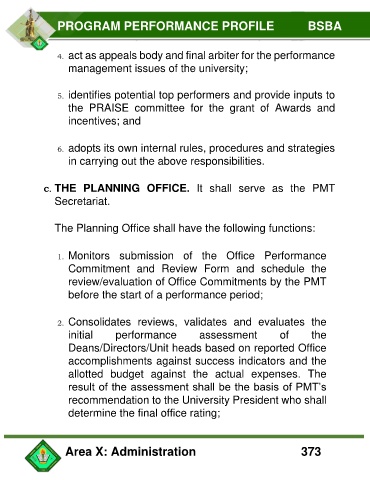 PROGRAM PERFORMANCE PROFILE BSBA
4. act as appeals body and final arbiter for the performance
management issues of the university;
5. identifies potential top performers and provide inputs to
the PRAISE committee for the grant of Awards and
incentives; and
6. adopts its own internal rules, procedures and strategies
in carrying out the above responsibilities.
c. THE PLANNING OFFICE. It shall serve as the PMT
Secretariat.
The Planning Office shall have the following functions:
1. Monitors submission of the Office Performance
Commitment and Review Form and schedule the
review/evaluation of Office Commitments by the PMT
before the start of a performance period;
2. Consolidates reviews, validates and evaluates the
initial performance assessment of the
Deans/Directors/Unit heads based on reported Office
accomplishments against success indicators and the
allotted budget against the actual expenses. The
result of the assessment shall be the basis of PMT's
recommendation to the University President who shall
determine the final office rating;
Area X: Administration 373